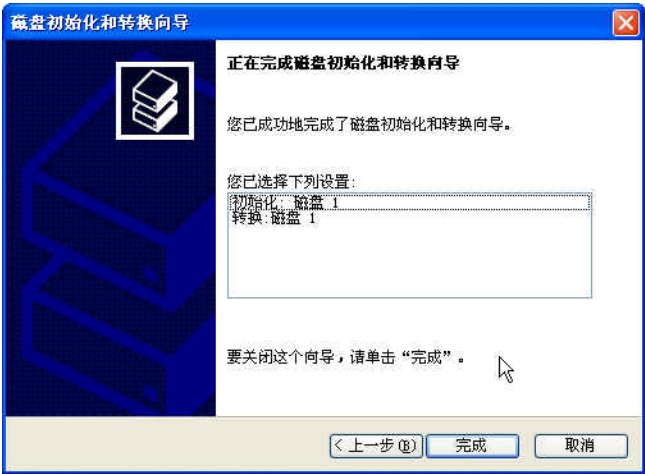 磁盘初始化和转换向导
正在完成磁盘初始化和转换向导
您已成功地完成了磁盘初始化和转换向导。
您已选择下列设置:
初始化: 磁盘 1
转换:磁盘 1
要关闭这个向导,请单击“完成”。
< 上一步(B) 完成 取消